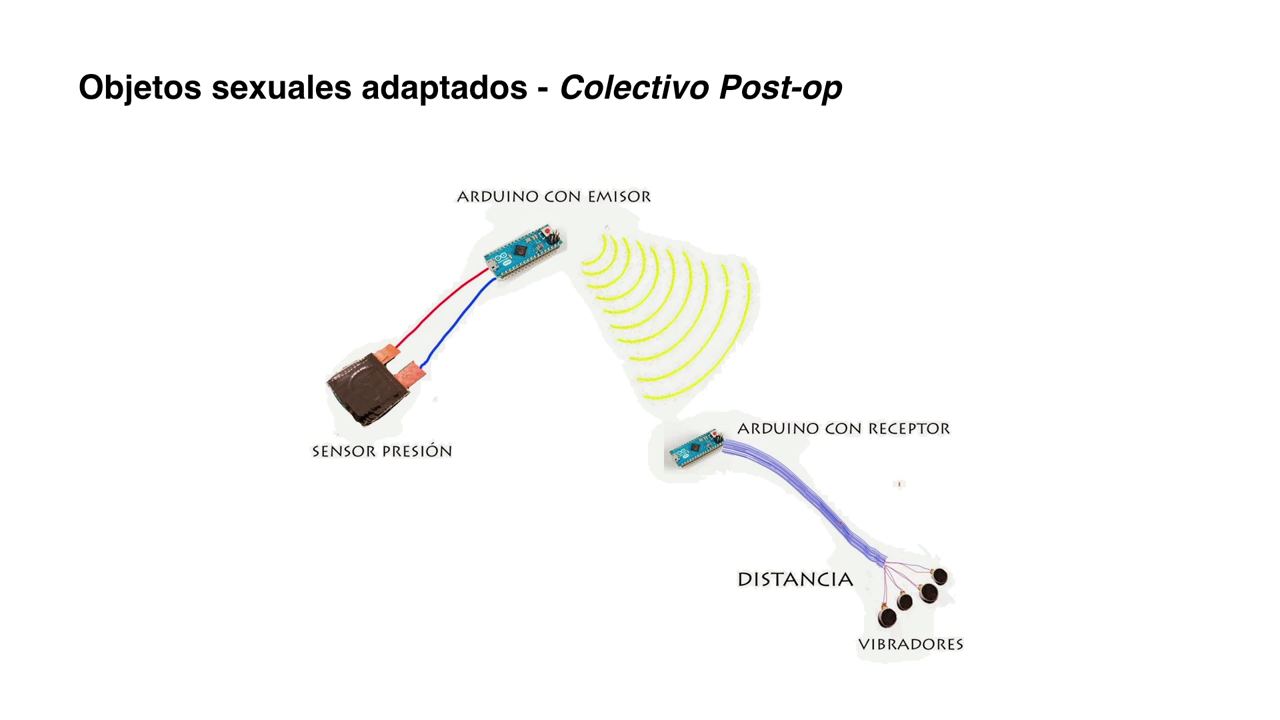 Objetos sexuales adaptados - Colectivo Post-op
ARDUINO CON EMISOR
SENSOR PRESIÓN
ARDUINO CON RECEPTOR
DISTANCIA
VIBRADORES